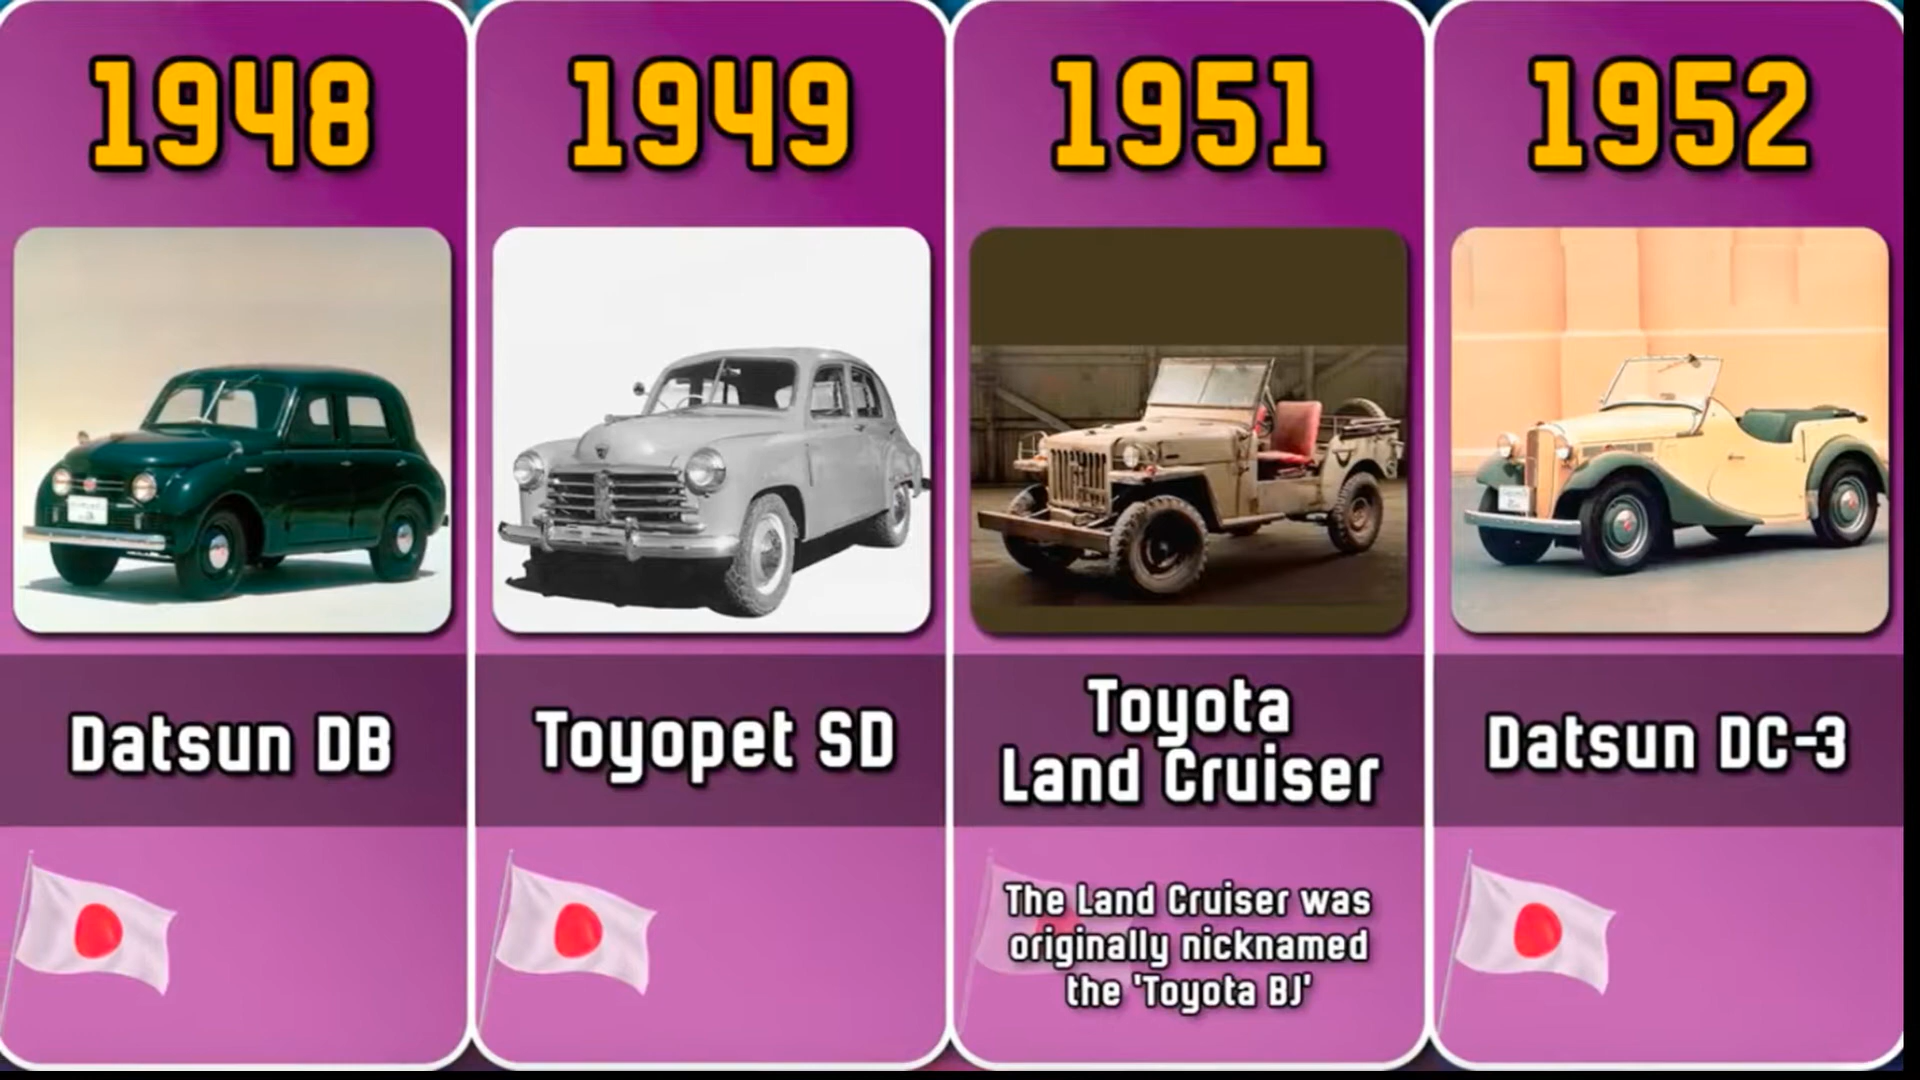 1948
1949
1951
1952
Datsun DB
Toyopet SD
Toyota
Land Cruiser
Datsun DC-3
The Land Cruiser was
originally nicknamed
the 'Toyota BJ'